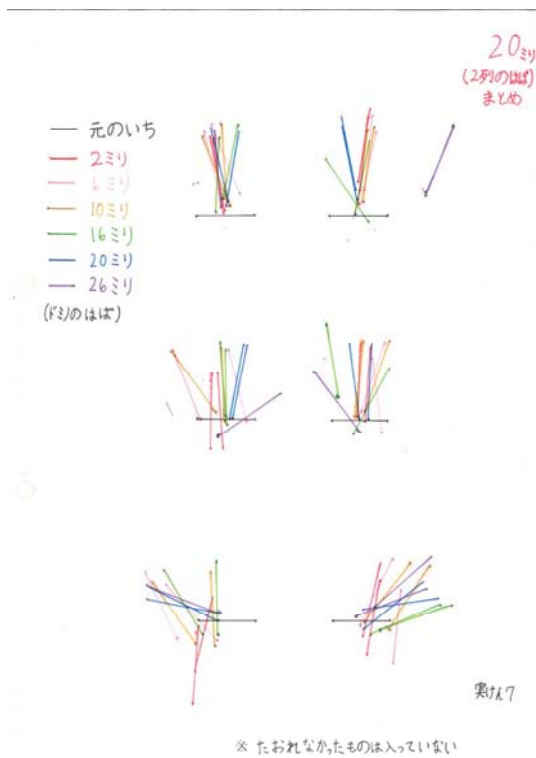 20ミリ
(2列のはば)
まとめ
元のいち
2ミリ
6ミリ
10ミリ
16ミリ
20ミリ
26ミリ
(ドミノのはば)
実けん7
※ たおれなかったものは入っていない